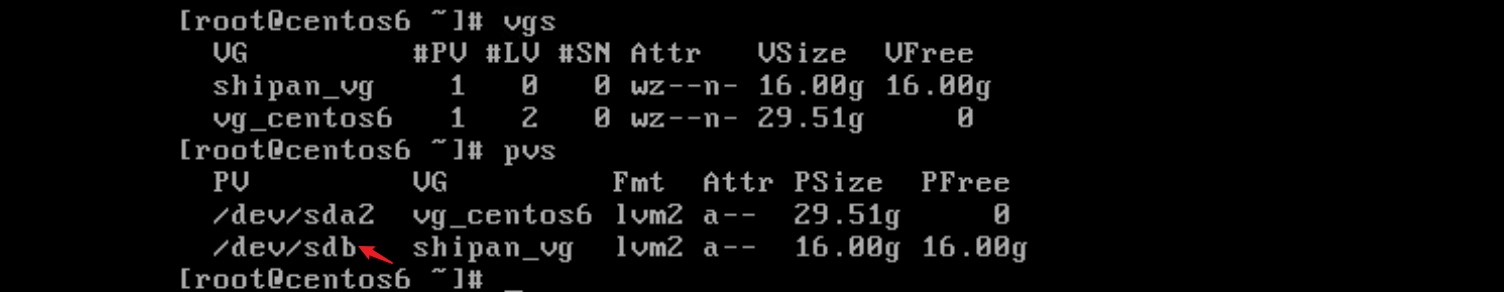 [root@centos6 ~]# vgs
  VG         #PV #LV #SN Attr   VSize  VFree
  shipan_vg    1   0   0 wz--n- 16.00g 16.00g
  vg_centos6   1   2   0 wz--n- 29.51g     0
[root@centos6 ~]# pvs
  PV         VG         Fmt  Attr PSize  PFree
  /dev/sda2  vg_centos6 lvm2 a--  29.51g     0
  /dev/sdb   shipan_vg  lvm2 a--  16.00g 16.00g
[root@centos6 ~]# _